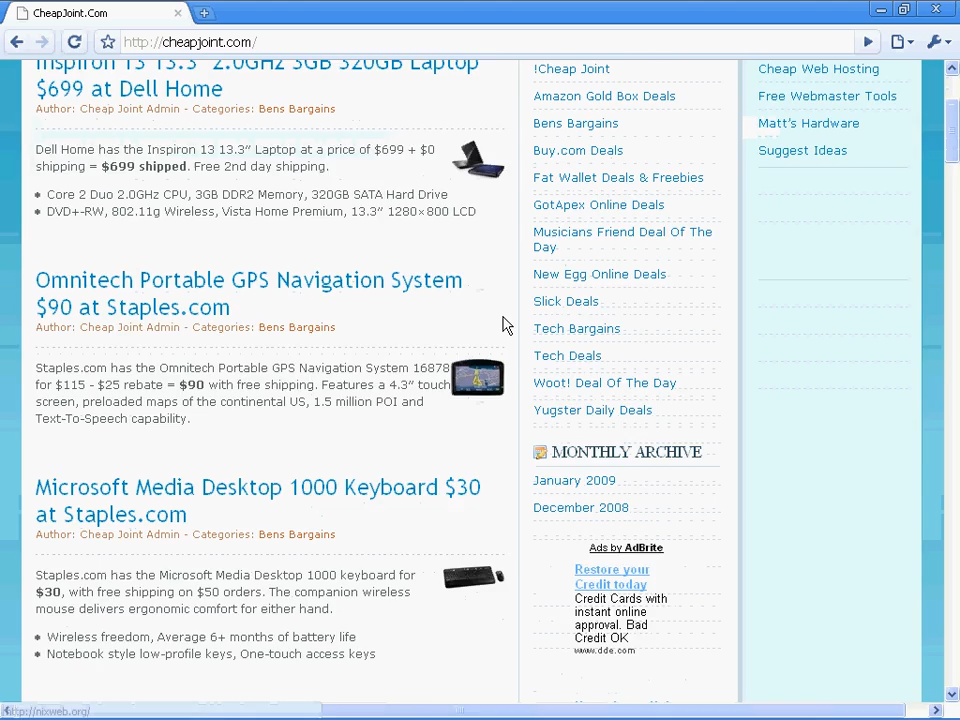 CheapJoint.Com
http://cheapjoint.com/
Inspiron 13 13.3" 2.0GHz 3GB 320GB Laptop
$699 at Dell Home
Author: Cheap Joint Admin - Categories: Bens Bargains
Dell Home has the Inspiron 13 13.3" Laptop at a price of $699 + $0
shipping = $699 shipped. Free 2nd day shipping.
Core 2 Duo 2.0GHz CPU, 3GB DDR2 Memory, 320GB SATA Hard Drive
DVD+-RW, 802.11g Wireless, Vista Home Premium, 13.3" 1280×800 LCD
Omnitech Portable GPS Navigation System
$90 at Staples.com
Author: Cheap Joint Admin - Categories: Bens Bargains
Staples.com has the Omnitech Portable GPS Navigation System 16878
for $115 - $25 rebate = $90 with free shipping. Features a 4.3″ touch
screen, preloaded maps of the continental US, 1.5 million POI and
Text-To-Speech capability.
Microsoft Media Desktop 1000 Keyboard $30
at Staples.com
Author: Cheap Joint Admin - Categories: Bens Bargains
Staples.com has the Microsoft Media Desktop 1000 keyboard for
$30, with free shipping on $50 orders. The companion wireless
mouse delivers ergonomic comfort for either hand.
Wireless freedom, Average 6+ months of battery life
Notebook style low-profile keys, One-touch access keys
!Cheap Joint
Amazon Gold Box Deals
Bens Bargains
Buy.com Deals
Fat Wallet Deals & Freebies
GotApex Online Deals
Musicians Friend Deal Of The
Day
New Egg Online Deals
Slick Deals
Tech Bargains
Tech Deals
Woot! Deal Of The Day
Yugster Daily Deals
MONTHLY ARCHIVE
January 2009
December 2008
Ads by AdBrite
Restore your
Credit today
Credit Cards with
instant online
approval. Bad
Credit OK
www.dde.com
Cheap Web Hosting
Free Webmaster Tools
Matt's Hardware
Suggest Ideas
http://nixweb.org/